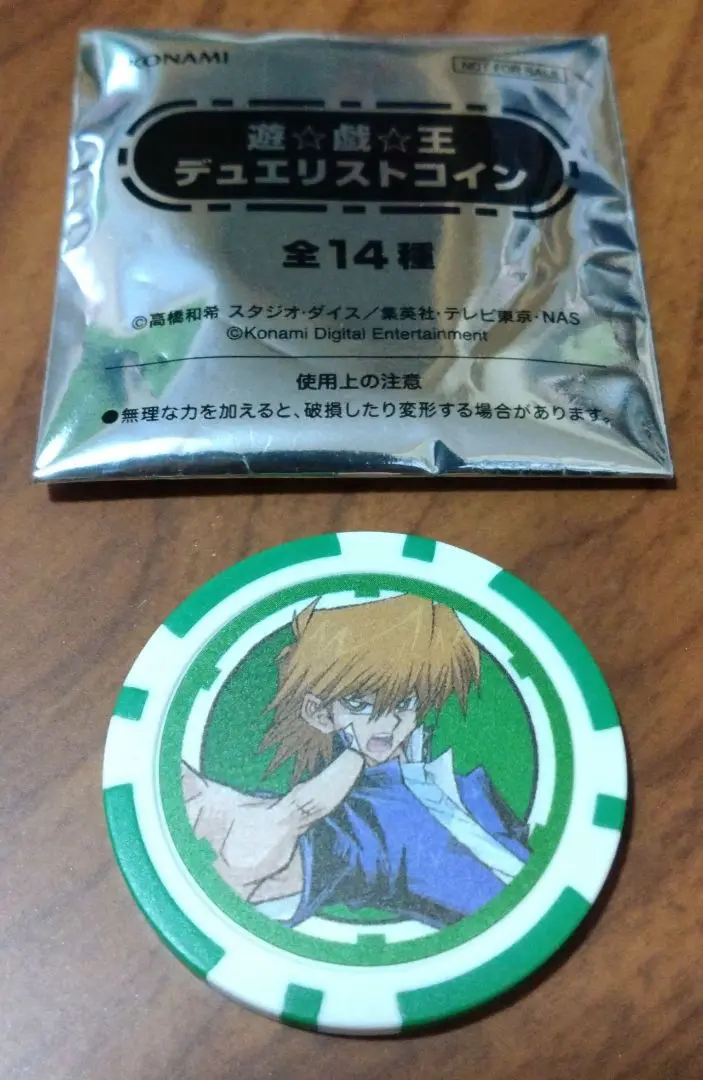 KONAMI
NOT FOR SALE
遊☆戯☆王
デュエリストコイン
全14種
©高橋和希 スタジオ・ダイス／集英社・テレビ東京・NAS
©Konami Digital Entertainment
使用上の注意
●無理な力を加えると、破損したり変形する場合があります。